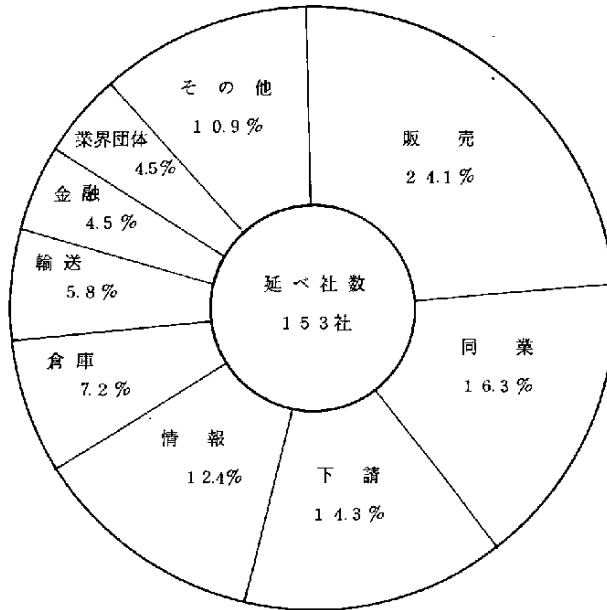 販売
24.1%
同業
16.3%
下請
14.3%
情報
12.4%
倉庫
7.2%
輸送
5.8%
金融
4.5%
業界団体
4.5%
その他
10.9%
延べ社数
153社